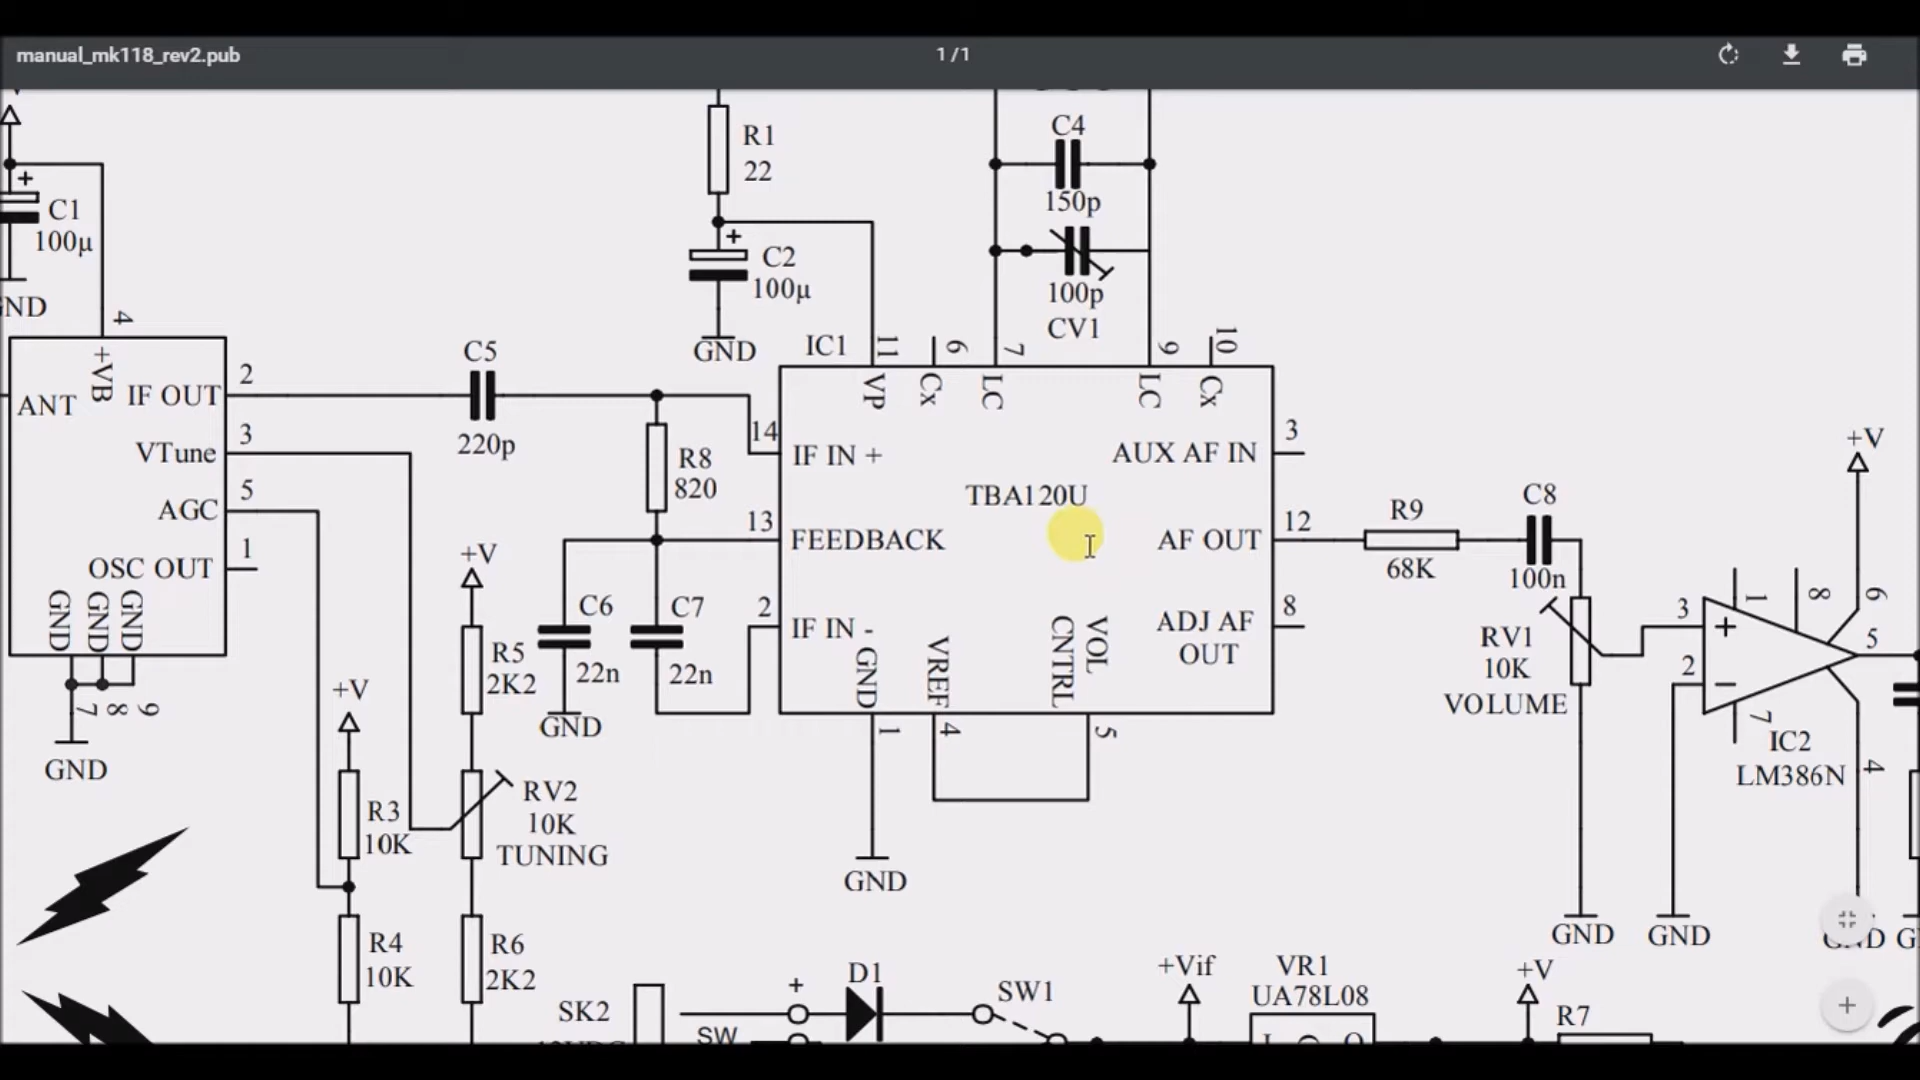 manual_mk118_rev2.pub
1 / 1
C4
150p
100p
CV1
R1
22
+
C2
100µ
GND
+
C1
100µ
4
+VB
IF OUT
ANT
VTune
AGC
OSC OUT
GND
GND
GND
2
3
5
1
7
8
9
GND
C5
220p
R8
820
IC1
11
6
7
9
10
VP
Cx
LC
LC
Cx
14
IF IN +
13
FEEDBACK
2
IF IN -
TBA120U
AUX AF IN
3
AF OUT
12
ADJ AF
OUT
8
GND
VREF
VOL
CNTRL
1
4
5
GND
C6
22n
GND
C7
22n
+V
R5
2K2
RV2
10K
TUNING
R6
2K2
+V
R3
10K
R4
10K
R9
68K
C8
100n
RV1
10K
VOLUME
GND
3
+
2
-
1
8
6
5
7
4
+V
IC2
LM386N
GND
SK2
+
SW
D1
SW1
+Vif
VR1
UA78L08
+V
R7